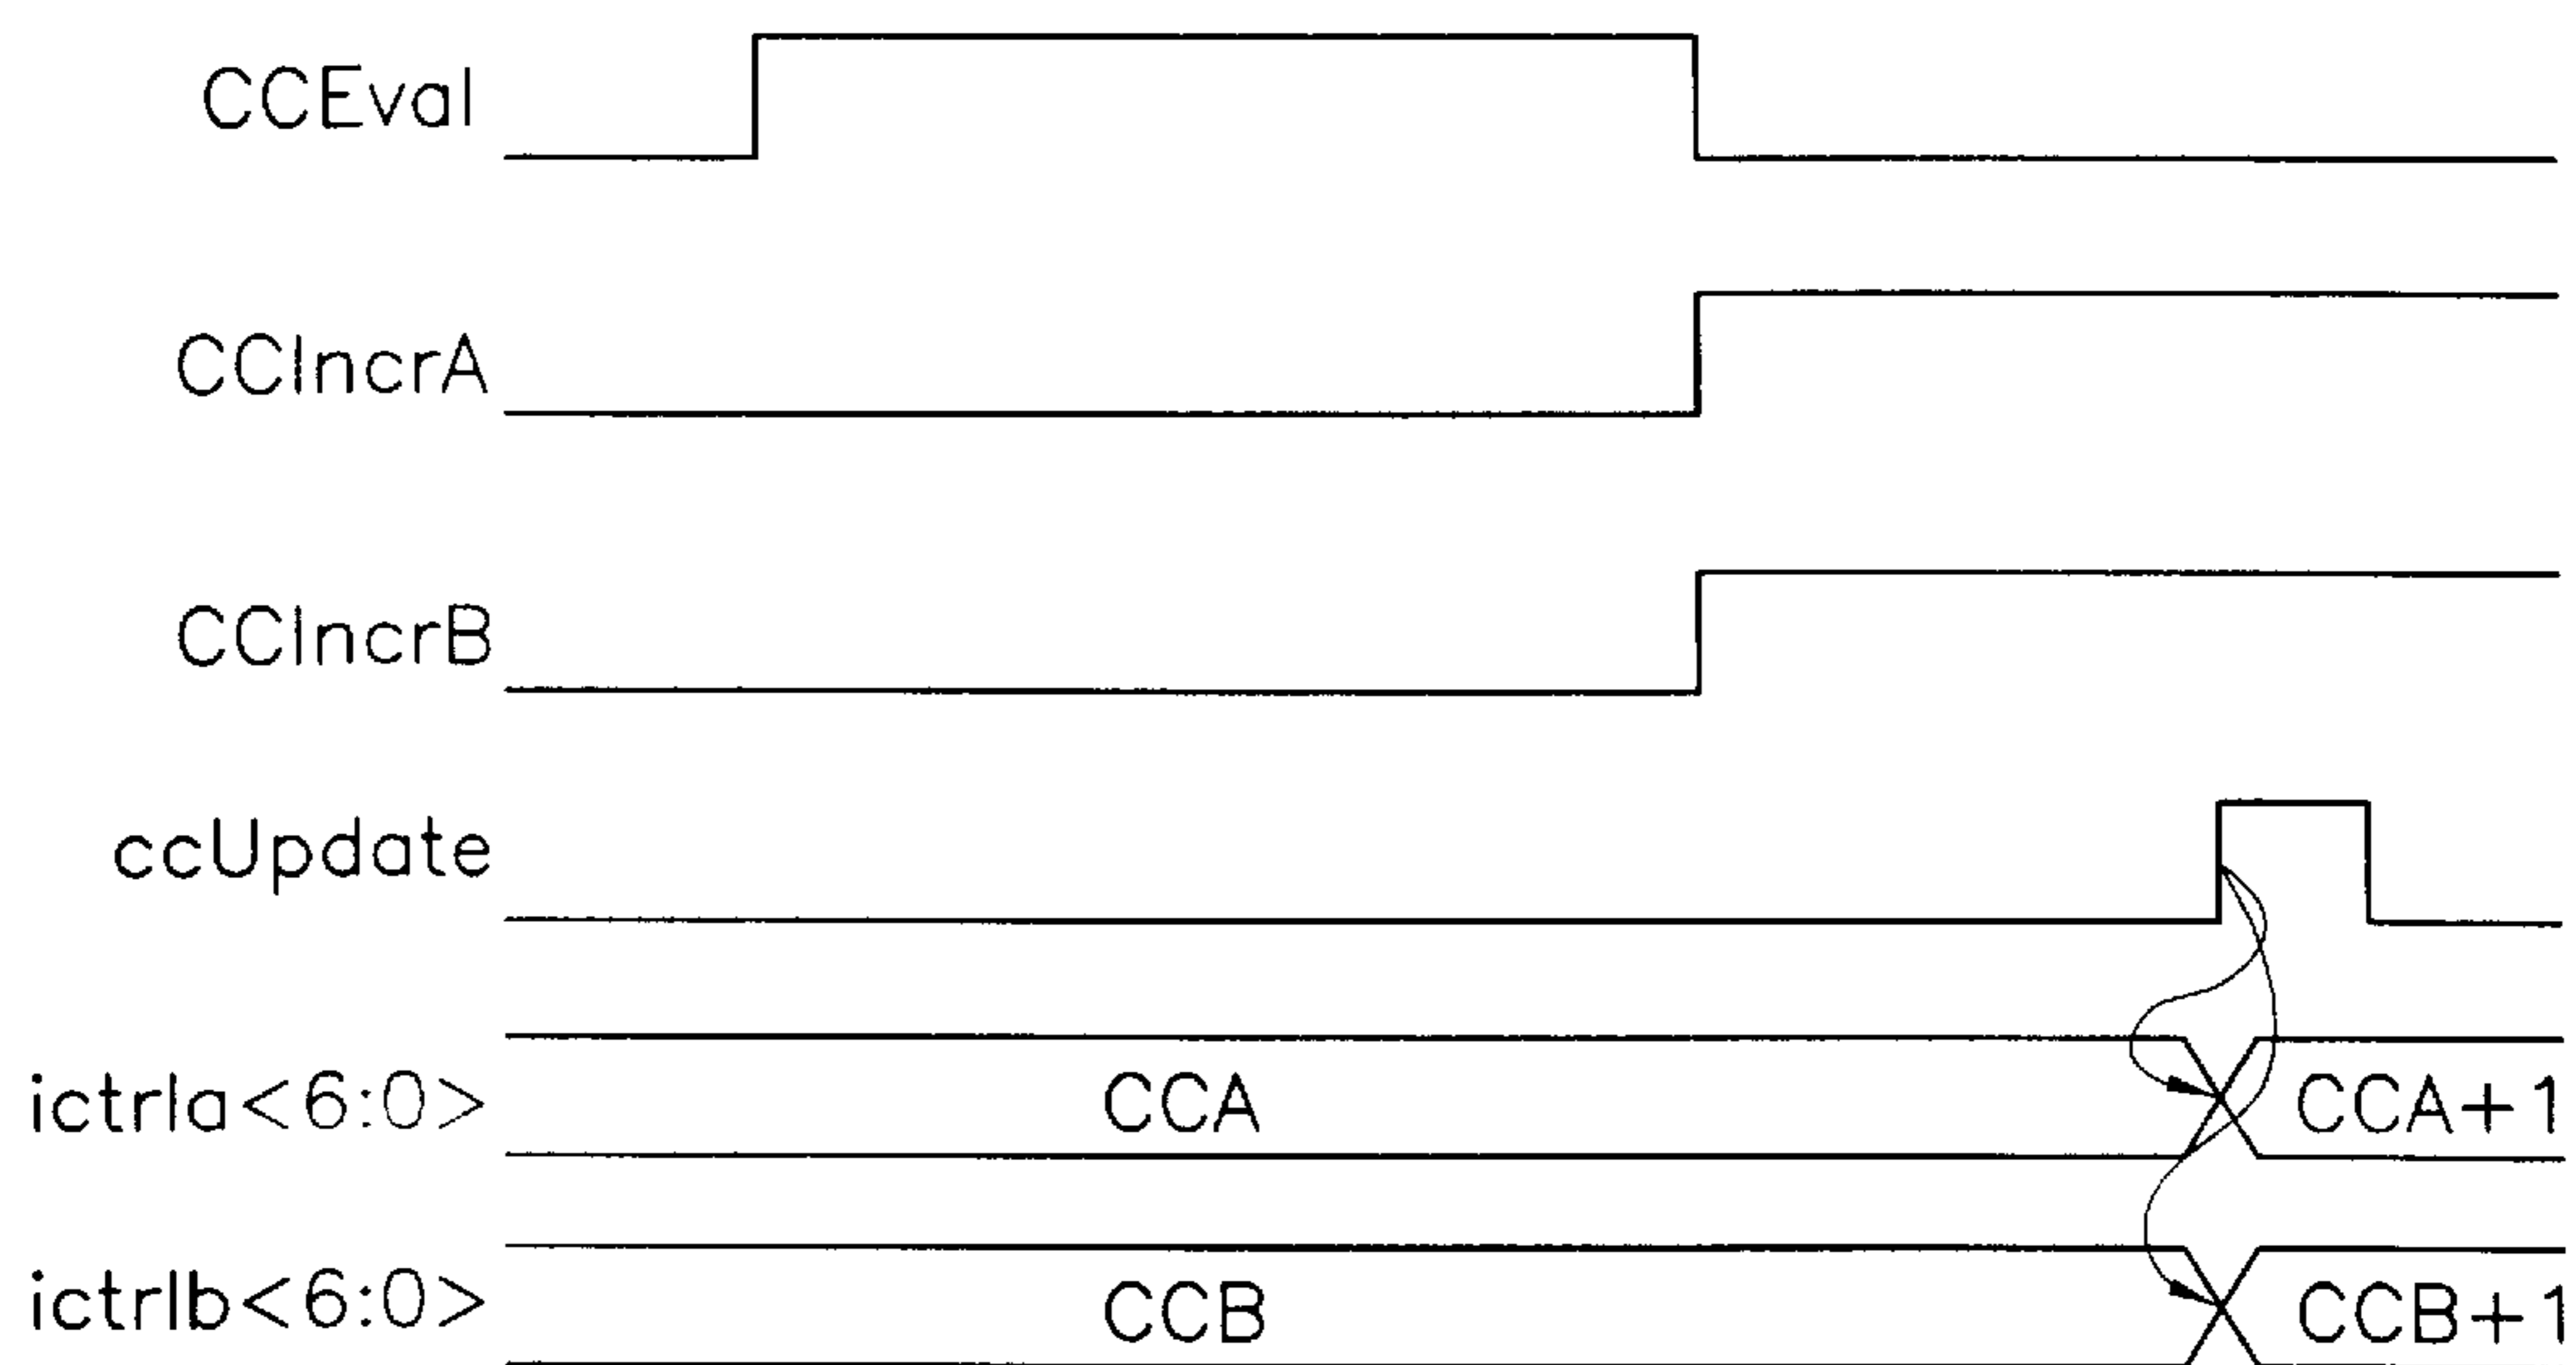 CCEval
CCIncrA
CCIncrB
ccUpdate
ictrla<6:0> CCA CCA+1
ictrlb<6:0> CCB CCB+1